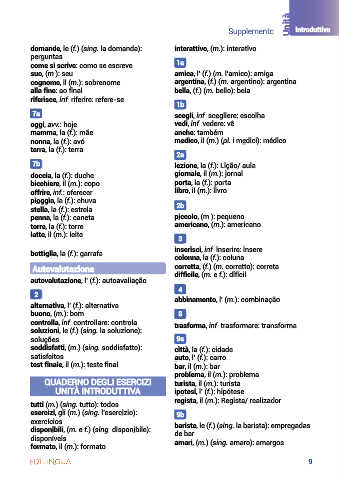 Supplemento
Unità
Introduttiva
domande, le (f.) (sing. la domanda):
perguntas
come si scrive: como se escreve
suo, (m.): seu
cognome, il (m.): sobrenome
alla fine: ao final
riferisce, inf. riferire: refere-se
7a
oggi, avv.: hoje
mamma, la (f.): mãe
nonna, la (f.): avó
terra, la (f.): terra
7b
doccia, la (f.): duche
bicchiere, il (m.): copo
offrire, inf.: oferecer
pioggia, la (f.): chuva
stella, la (f.): estrela
penna, la (f.): caneta
torre, la (f.): torre
latte, il (m.): leite
bottiglia, la (f.): garrafa
Autovalutazione
autovalutazione, l' (f.): autoavaliação
2
alternativa, l' (f.): alternativa
buono, (m.): bom
controlla, inf. controllare: controla
soluzioni, le (f.) (sing. la soluzione):
soluções
soddisfatti, (m.) (sing. soddisfatto):
satisfeitos
test finale, il (m.): teste final
QUADERNO DEGLI ESERCIZI
UNITÀ INTRODUTTIVA
tutti (m.) (sing. tutto): todos
esercizi, gli (m.) (sing. l'esercizio):
exercícios
disponibili, (m. e f.) (sing. disponibile):
disponíveis
formato, il (m.): formato
interattivo, (m.): interativo
1a
amica, l' (f.) (m. l'amico): amiga
argentina, (f.) (m. argentino): argentina
bella, (f.) (m. bello): bela
1b
scegli, inf. scegliere: escolha
vedi, inf. vedere: vê
anche: também
medico, il (m.) (pl. i medici): médico
2a
lezione, la (f.): Lição/ aula
giornale, il (m.): jornal
porta, la (f.): porta
libro, il (m.): livro
2b
piccolo, (m.): pequeno
americano, (m.): americano
3
inserisci, inf. inserire: insere
colonna, la (f.): coluna
corretta, (f.) (m. corretto): correta
difficile, (m. e f.): difícil
4
abbinamento, l' (m.): combinação
8
trasforma, inf. trasformare: transforma
9a
città, la (f.): cidade
auto, l' (f.): carro
bar, il (m.): bar
problema, il (m.): problema
turista, il (m.): turista
ipotesi, l' (f.): hipótese
regista, il (m.): Regista/ realizador
9b
bariste, le (f.) (sing. la barista): empregadas
de bar
amari, (m.) (sing. amaro): amargos
9